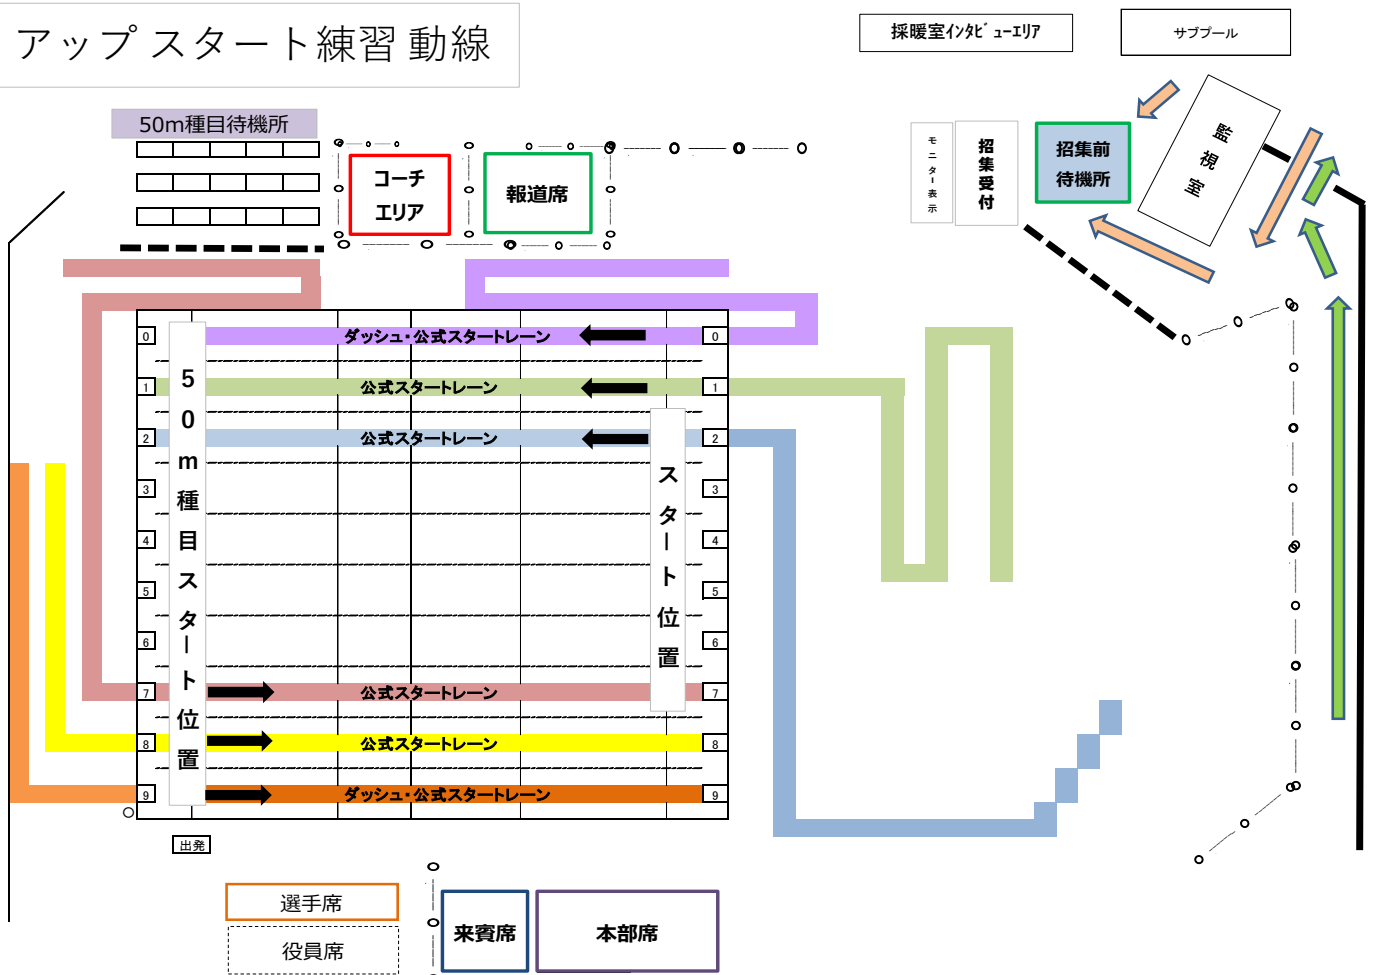 アップ スタート練習 動線
採暖室インタビューエリア
サブプール
50m種目待機所
コーチ
エリア
報道席
モニター表示
招集受付
招集前
待機所
監視室
0
ダッシュ・公式スタートレーン
0
1
公式スタートレーン
1
2
公式スタートレーン
2
50m種目スタート位置
スタート位置
3
3
4
4
5
5
6
6
7
公式スタートレーン
7
8
公式スタートレーン
8
9
ダッシュ・公式スタートレーン
9
出発
選手席
役員席
来賓席
本部席